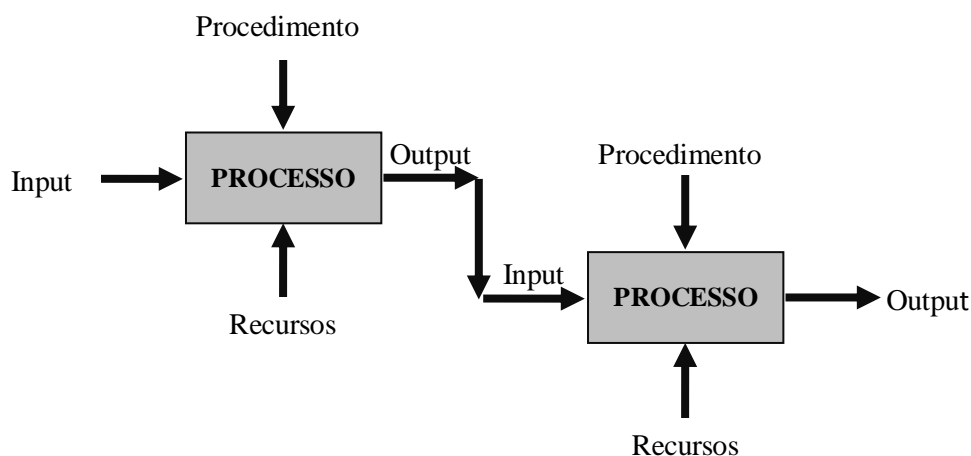 Procedimento
Input
PROCESSO
Output
Recursos
Procedimento
Input
PROCESSO
Output
Recursos